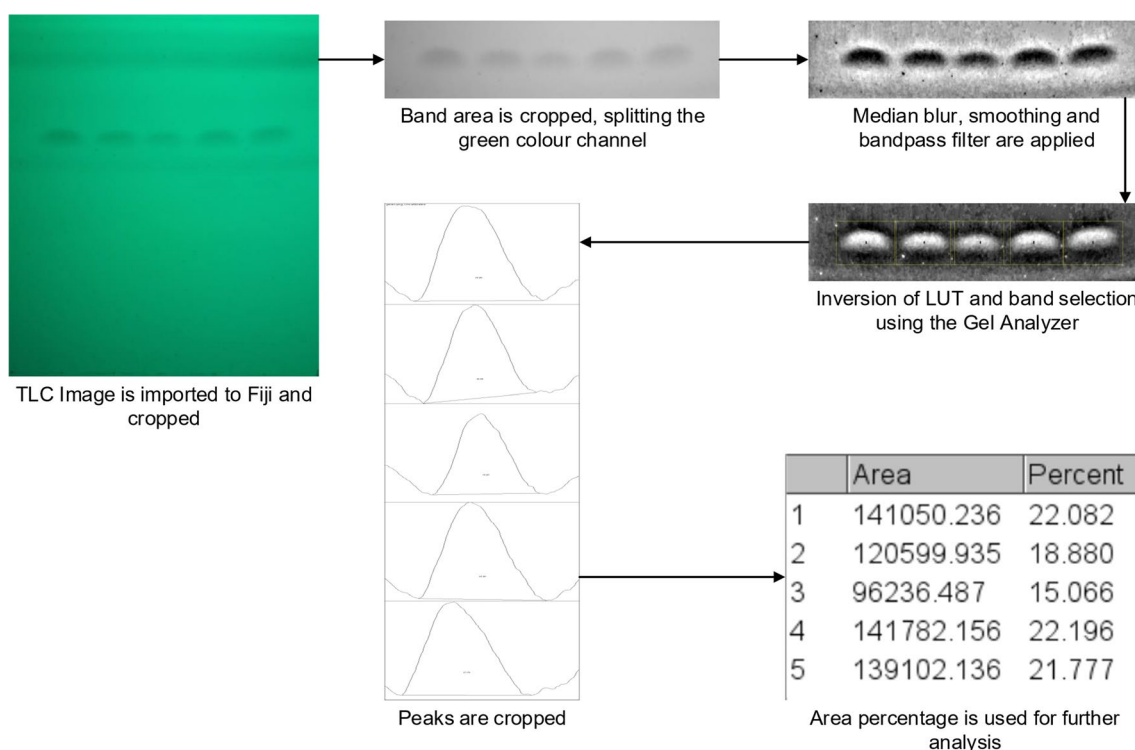 Band area is cropped, splitting the
green colour channel
Median blur, smoothing and
bandpass filter are applied
Inversion of LUT and band selection
using the Gel Analyzer
TLC Image is imported to Fiji and
cropped
Peaks are cropped
Area Percent
1 141050.236 22.082
2 120599.935 18.880
3 96236.487 15.066
4 141782.156 22.196
5 139102.136 21.777
Area percentage is used for further
analysis